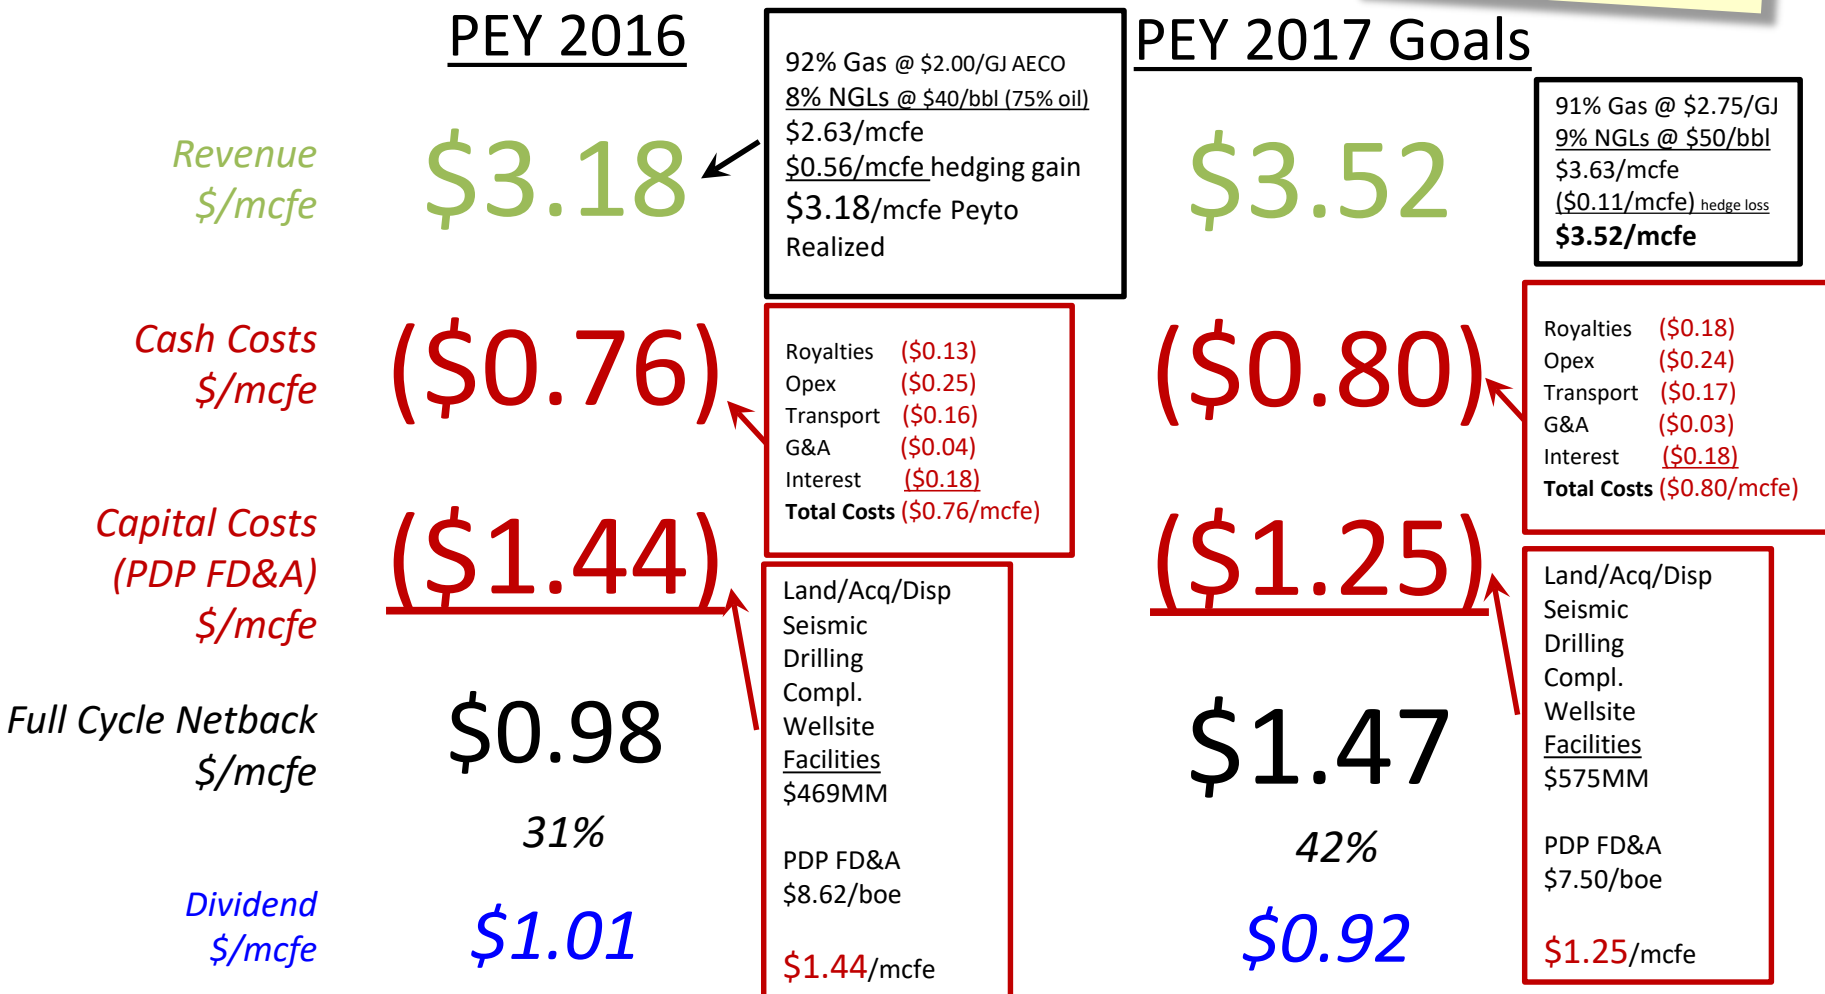 PEY 2016
PEY 2017 Goals
Revenue
$/mcfe
$3.18
92% Gas @ $2.00/GJ AECO
8% NGLs @ $40/bbl (75% oil)
$2.63/mcfe
$0.56/mcfe hedging gain
$3.18/mcfe Peyto
Realized
$3.52
91% Gas @ $2.75/GJ
9% NGLs @ $50/bbl
$3.63/mcfe
($0.11/mcfe) hedge loss
$3.52/mcfe
Cash Costs
$/mcfe
($0.76)
Royalties ($0.13)
Opex ($0.25)
Transport ($0.16)
G&A ($0.04)
Interest ($0.18)
Total Costs ($0.76/mcfe)
($0.80)
Royalties ($0.18)
Opex ($0.24)
Transport ($0.17)
G&A ($0.03)
Interest ($0.18)
Total Costs ($0.80/mcfe)
Capital Costs
(PDP FD&A)
$/mcfe
($1.44)
Land/Acq/Disp
Seismic
Drilling
Compl.
Wellsite
Facilities
$469MM
PDP FD&A
$8.62/boe
$1.44/mcfe
($1.25)
Land/Acq/Disp
Seismic
Drilling
Compl.
Wellsite
Facilities
$575MM
PDP FD&A
$7.50/boe
$1.25/mcfe
Full Cycle Netback
$/mcfe
$0.98
31%
$1.47
42%
Dividend
$/mcfe
$1.01
$0.92